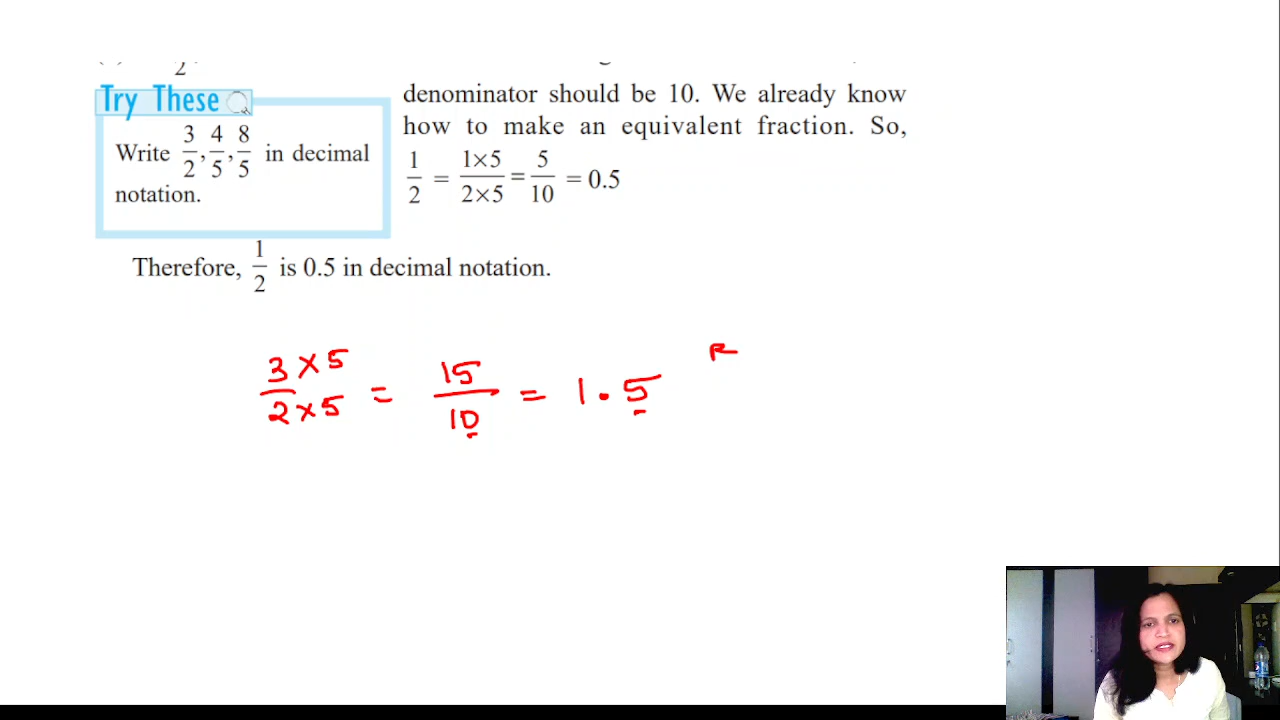 2
Try These
Write 3/2, 4/5, 8/5 in decimal
notation.
denominator should be 10. We already know
how to make an equivalent fraction. So,
1/2 = 1×5/2×5 = 5/10 = 0.5
Therefore, 1/2 is 0.5 in decimal notation.
3 × 5/2 × 5 = 15/10 = 1.5